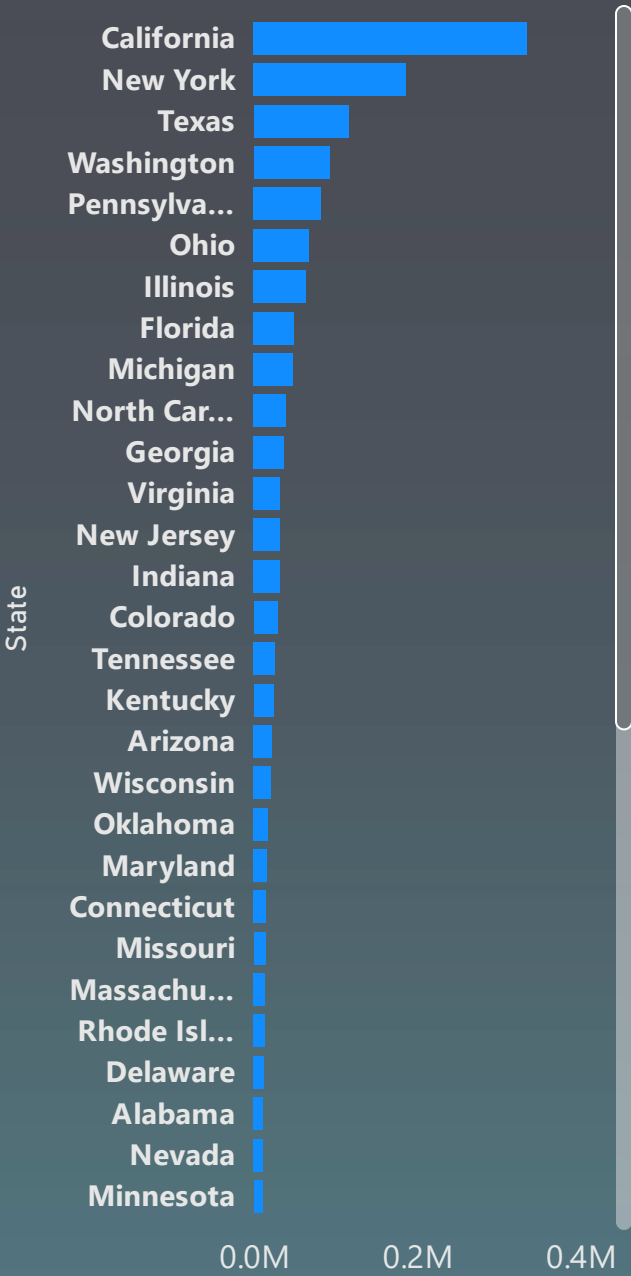 California
New York
Texas
Washington
Pennsylva...
Ohio
Illinois
Florida
Michigan
North Car...
Georgia
Virginia
New Jersey
Indiana
Colorado
Tennessee
Kentucky
Arizona
Wisconsin
Oklahoma
Maryland
Connecticut
Missouri
Massachu...
Rhode Isl...
Delaware
Alabama
Nevada
Minnesota
State
0.0M 0.2M 0.4M